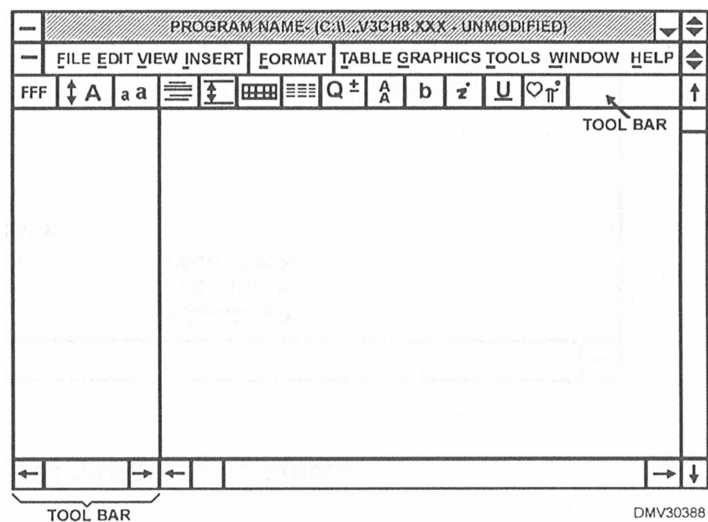 PROGRAM NAME- (C:\\...V3CH8.XXX - UNMODIFIED)
FILE EDIT VIEW INSERT FORMAT TABLE GRAPHICS TOOLS WINDOW HELP
FFF A a a Q ± A A b i U π
TOOL BAR
TOOL BAR
DMV30388